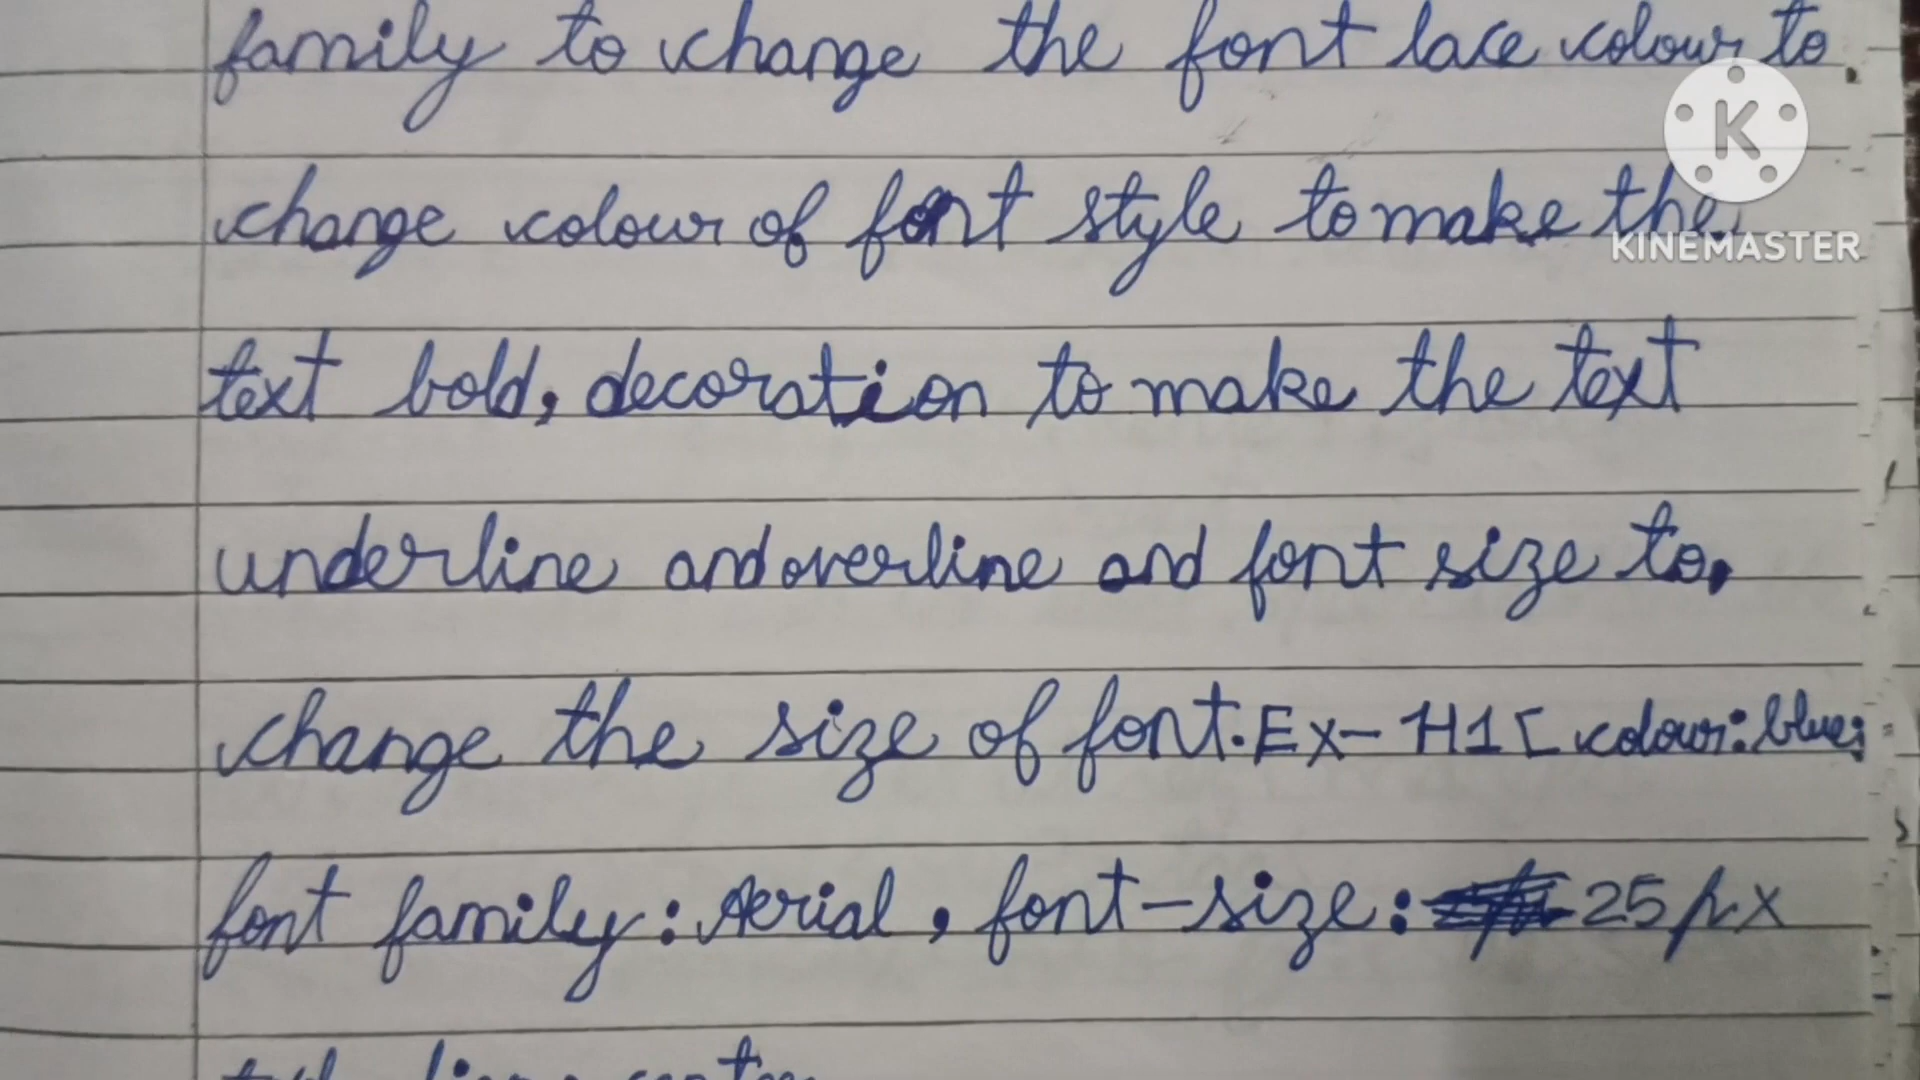 family to change the font lace colour to
change colour of font style to make the
KINEMASTER
text bold, decoration to make the text
underline and overline and font size to,
change the size of font. Ex- H1[ colour: blue;
font family: Aerial, font-size: 25px